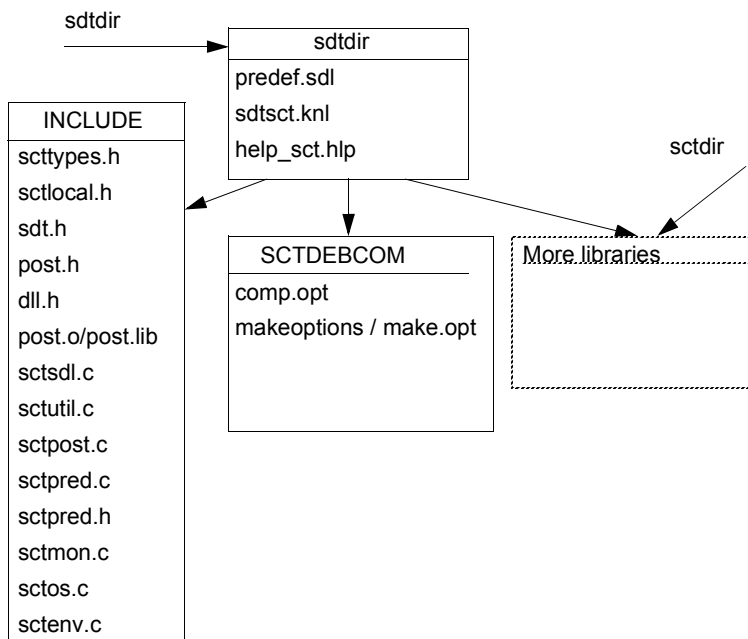 sdtdir
sdtdir
predef.sdl
sdtsct.knl
help_sct.hlp
INCLUDE
scttypes.h
sctlocal.h
sdt.h
post.h
dll.h
post.o/post.lib
sctsdl.c
sctutil.c
sctpost.c
sctpred.c
sctpred.h
sctmon.c
sctos.c
sctenv.c
SCTDEBCOM
comp.opt
makeoptions / make.opt
sctdir
More libraries